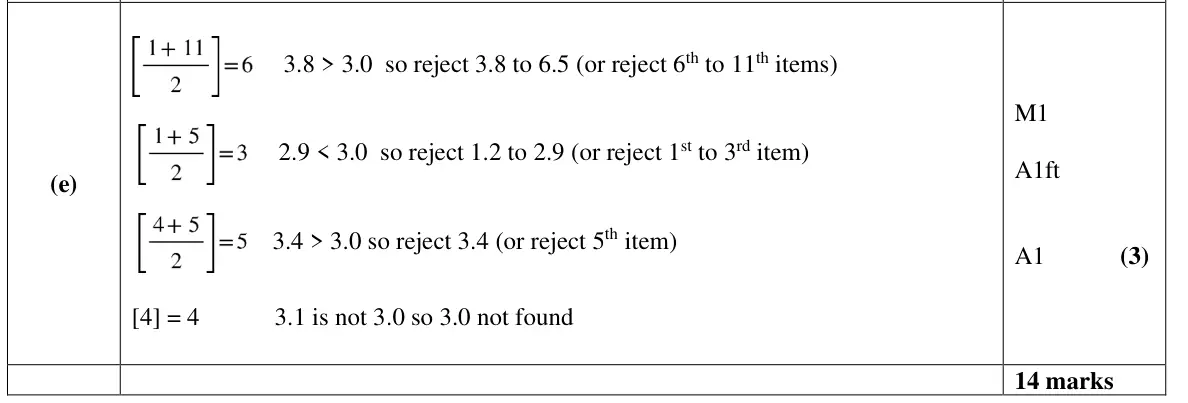 [1 + 11 / 2] = 6 3.8 > 3.0 so reject 3.8 to 6.5 (or reject 6th to 11th items)
M1
[1 + 5 / 2] = 3 2.9 < 3.0 so reject 1.2 to 2.9 (or reject 1st to 3rd item)
A1ft
(e)
[4 + 5 / 2] = 5 3.4 > 3.0 so reject 3.4 (or reject 5th item)
A1 (3)
[4] = 4 3.1 is not 3.0 so 3.0 not found
14 marks